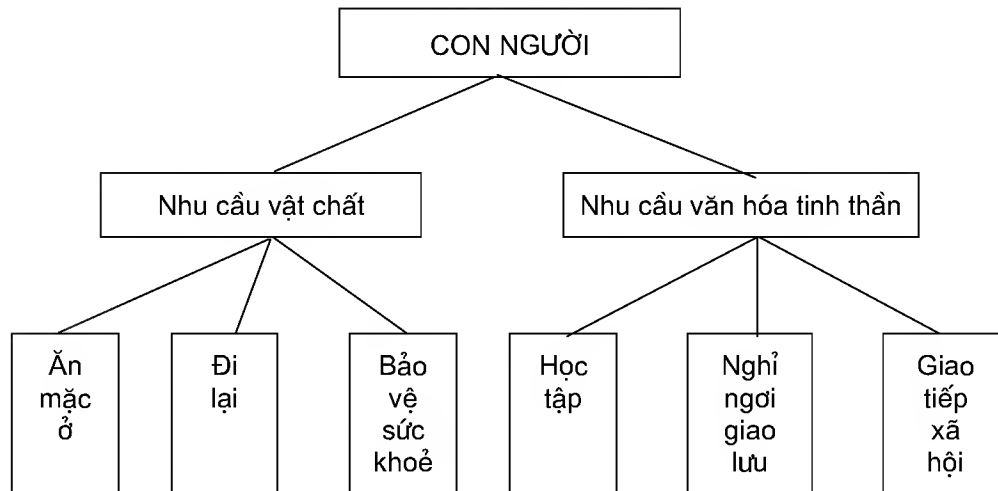 CON NGƯỜI
Nhu cầu vật chất
Nhu cầu văn hóa tinh thần
Ăn
mặc
ở
Đi
lại
Bảo
vệ
sức
khoẻ
Học
tập
Nghỉ
ngơi
giao
lưu
Giao
tiếp
xã
hội